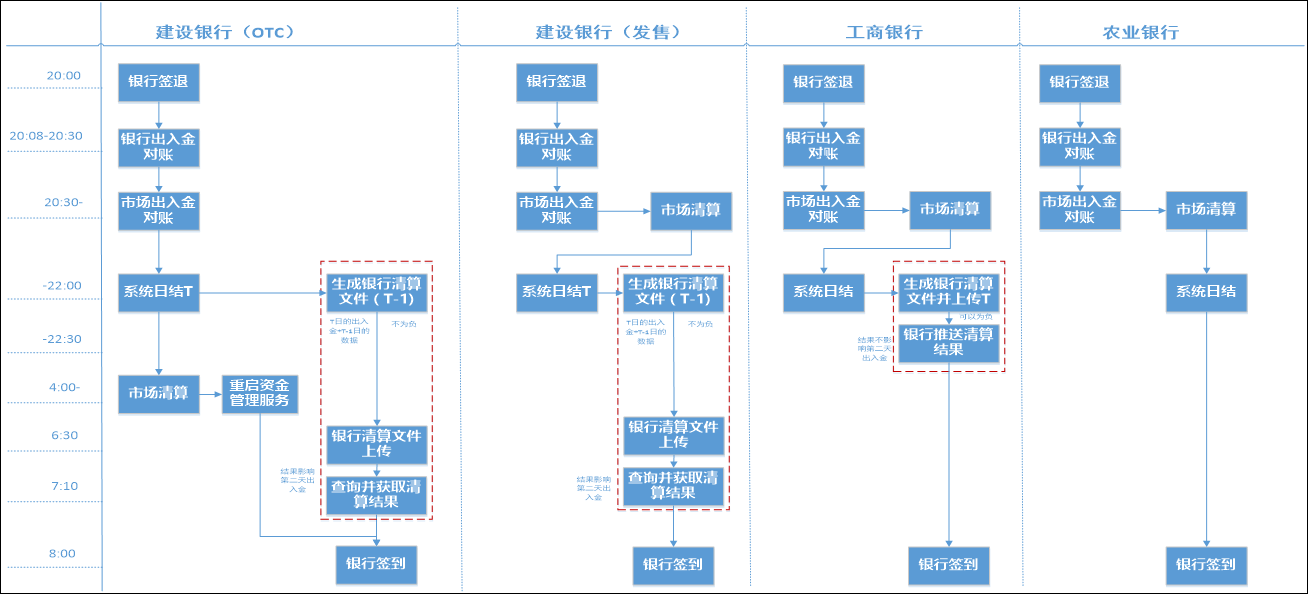 建设银行（OTC）
建设银行（发售）
工商银行
农业银行
20:00
银行签退
银行签退
银行签退
银行签退
20:08-20:30
银行出入金
对账
银行出入金
对账
银行出入金
对账
银行出入金
对账
20:30-
市场出入金
对账
市场出入金
对账
市场清算
市场出入金
对账
市场清算
市场出入金
对账
市场清算
-22:00
系统日结T
生成银行清算
文件（T-1）
系统日结T
生成银行清算
文件（T-1)
系统日结
生成银行清算
文件并上传T
系统日结
T日的出入
金+T-1日的
数据
不为负
T日的出入
金+T-1日的
数据
不为负
可以为负
-22:30
结果不影
响第二天
出入金
银行推送清算
结果
4:00-
市场清算
重启资金
管理服务
6:30
银行清算文件
上传
银行清算文件
上传
7:10
结果影响
第二天出
入金
查询并获取清
算结果
结果影响
第二天出
入金
查询并获取清
算结果
8:00
银行签到
银行签到
银行签到
银行签到